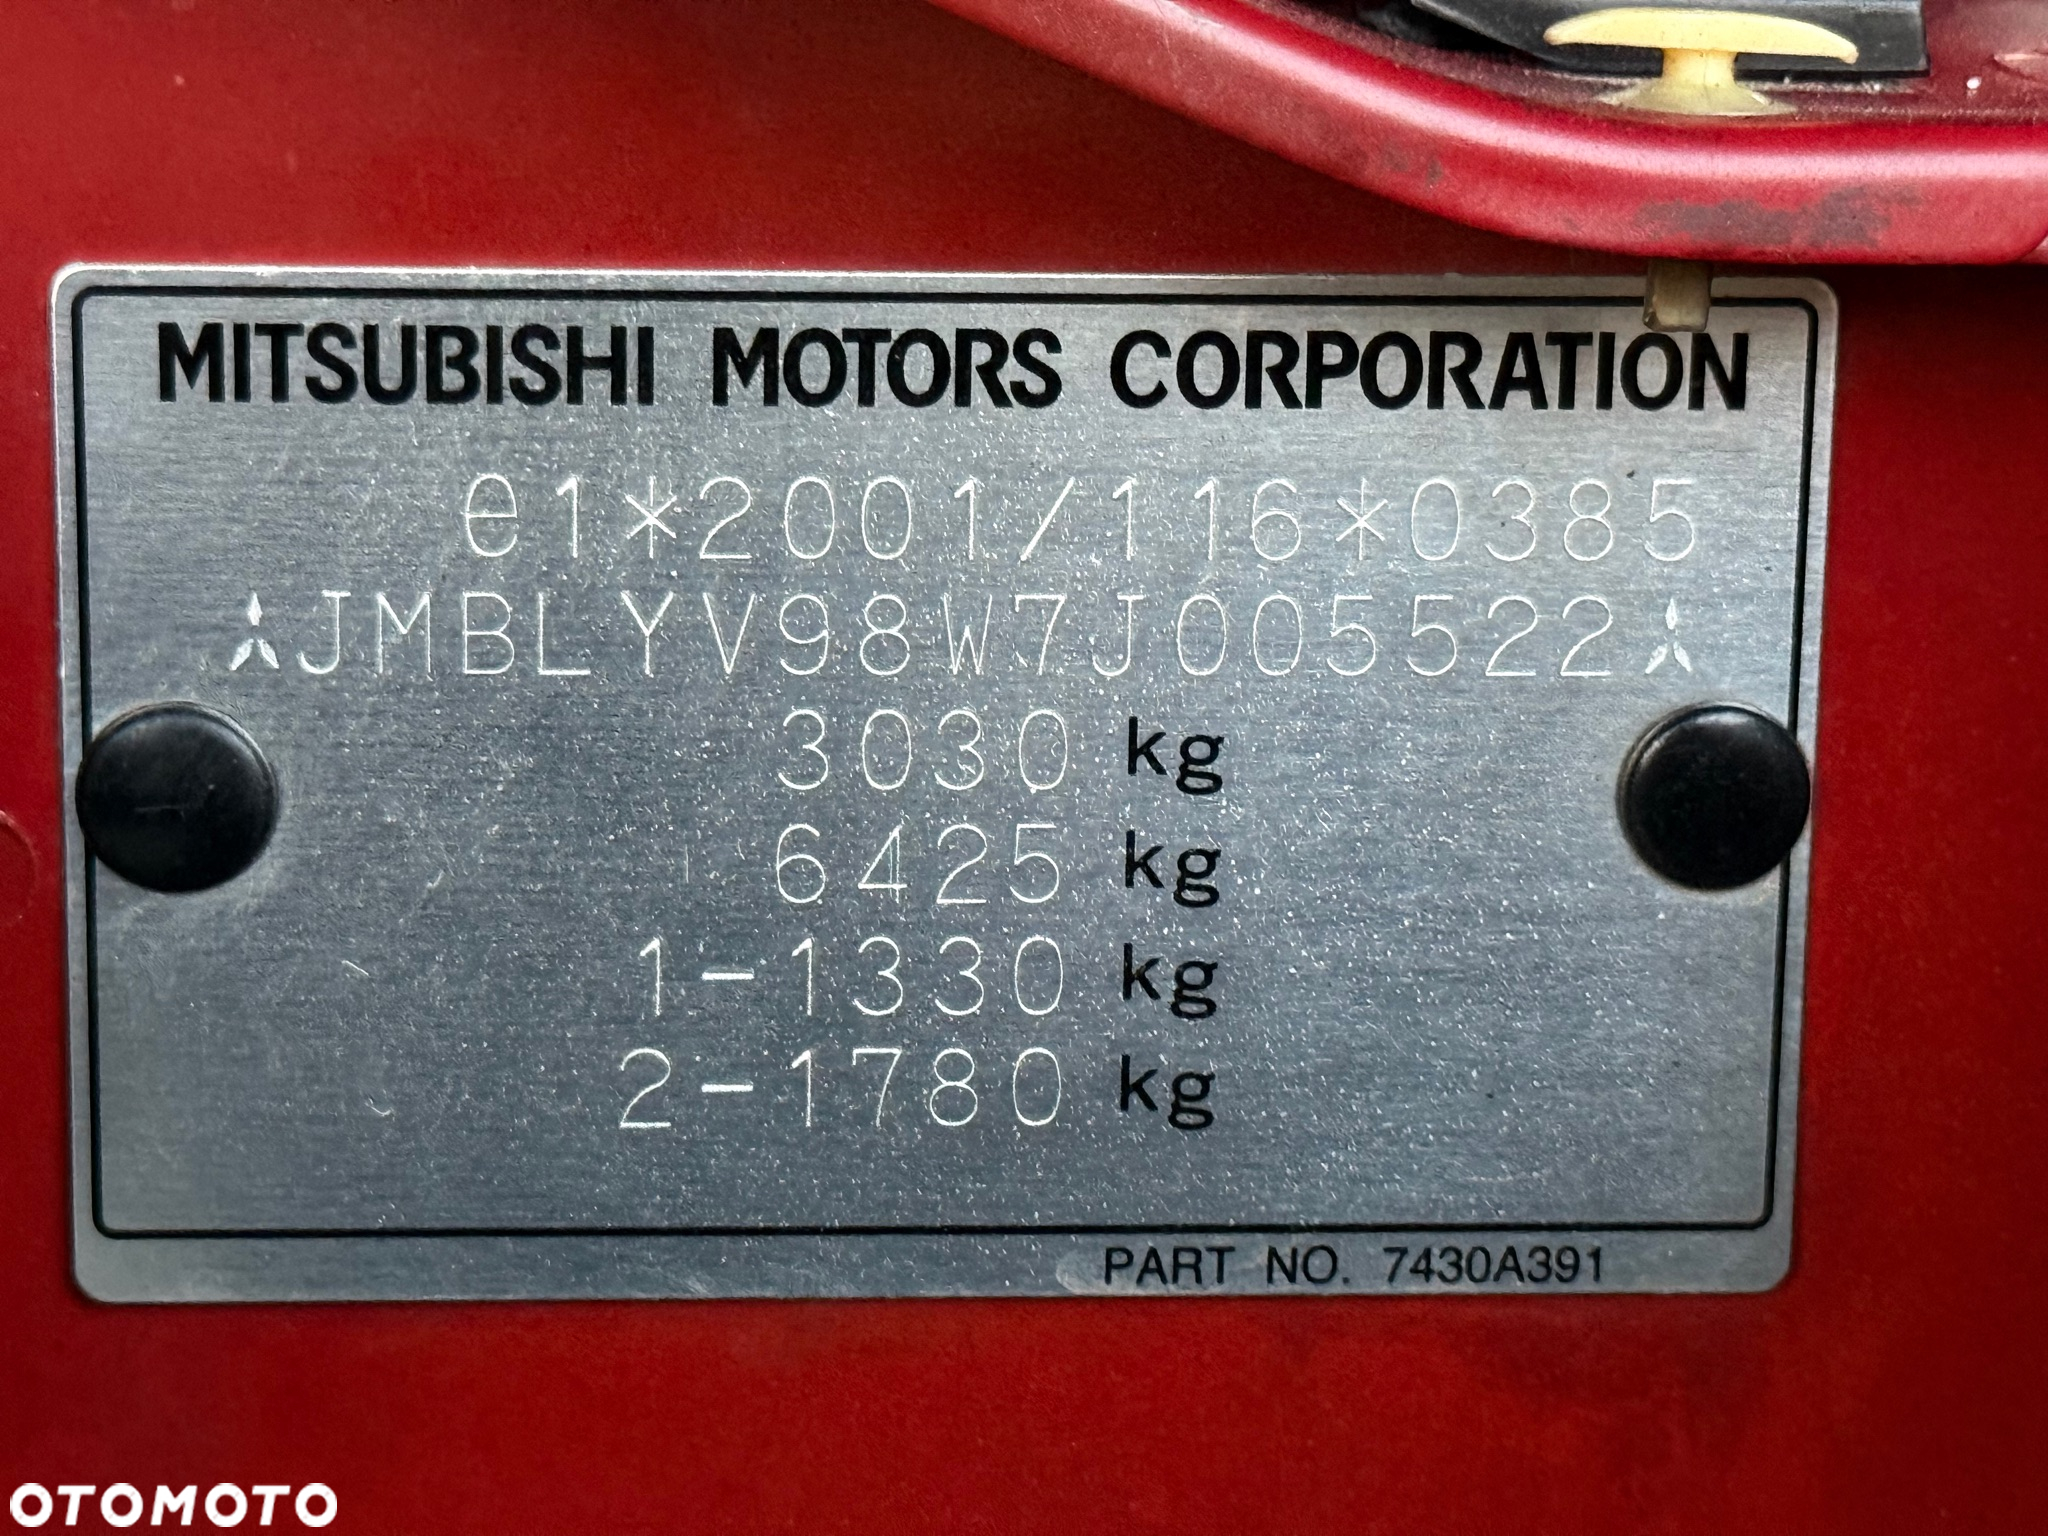 MITSUBISHI MOTORS CORPORATION
e1*2001/116*0385
JMBLYV98W7J005522
3030 kg
6425 kg
1-1330 kg
2-1780 kg
PART NO. 7430A391
OTOMOTO